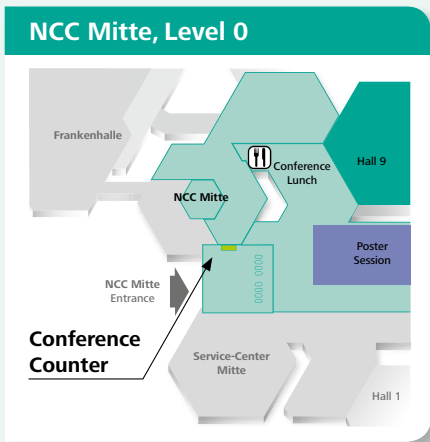 NCC Mitte, Level 0
Frankenhalle
Conference
Lunch
Hall 9
NCC Mitte
Poster
Session
NCC Mitte
Entrance
Conference
Counter
Service-Center
Mitte
Hall 1